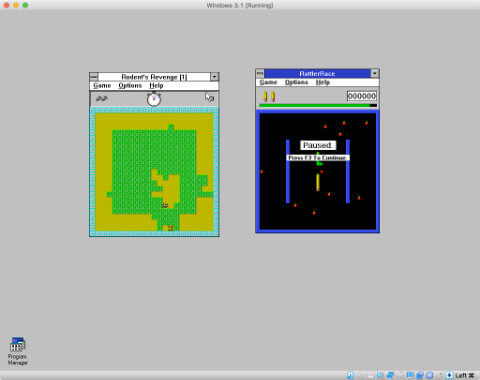 Windows 3.1 [Running]
Rodent's Revenge [1]
Game Options Help
RattlerRace
Game Options Help
000000
Paused
Press F3 To Continue.
Program
Manager
Left ⌘